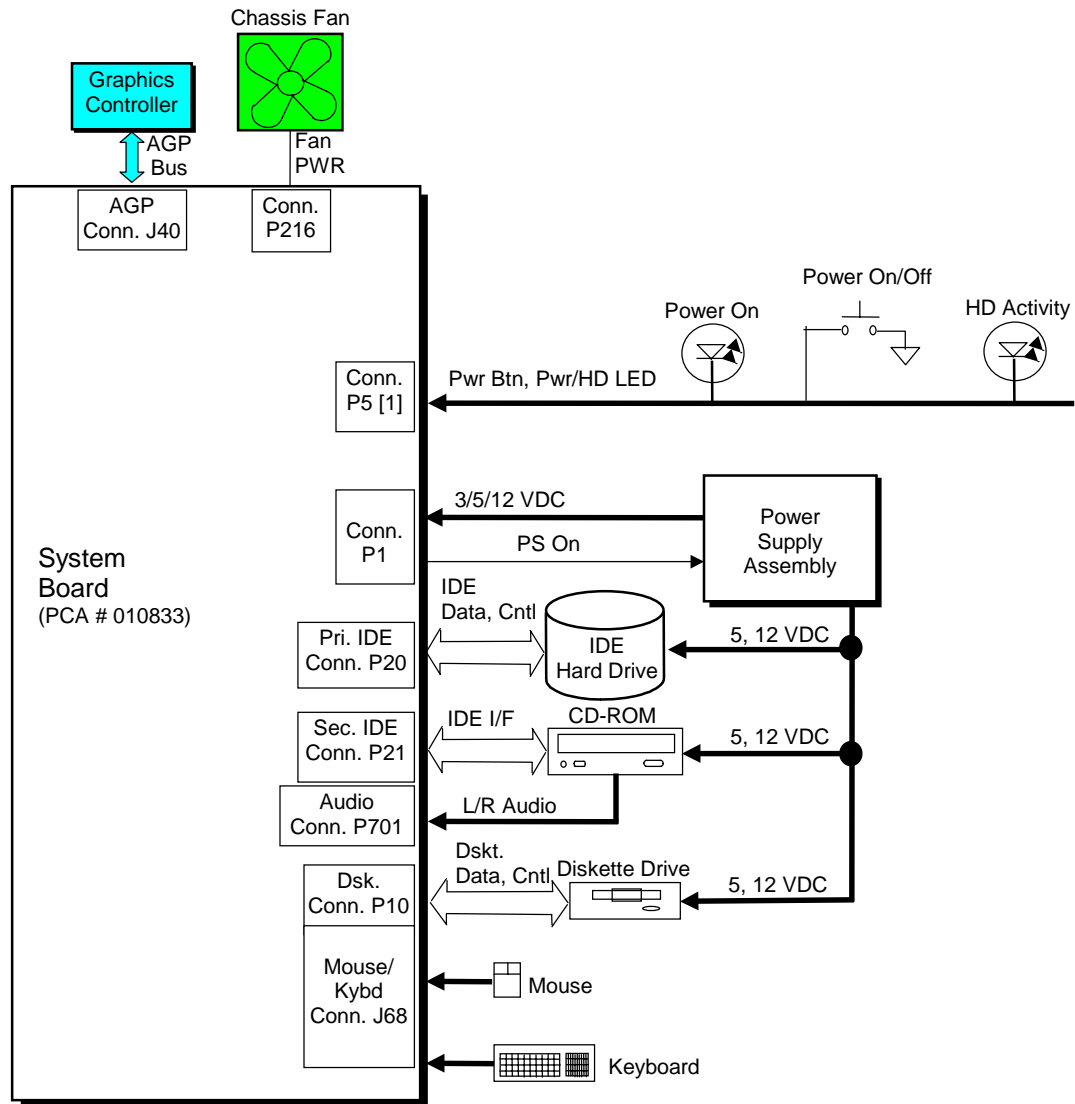 Chassis Fan
Graphics
Controller
AGP
Bus
Fan
PWR
AGP
Conn. J40
Conn.
P216
Power On/Off
Power On
HD Activity
Conn.
P5 [1]
Pwr Btn, Pwr/HD LED
3/5/12 VDC
Conn.
P1
PS On
Power
Supply
Assembly
System
Board
(PCA # 010833)
IDE
Data, Cntl
Pri. IDE
Conn. P20
IDE
Hard Drive
5, 12 VDC
Sec. IDE
Conn. P21
IDE I/F
CD-ROM
5, 12 VDC
Audio
Conn. P701
L/R Audio
Dskt.
Data, Cntl
Diskette Drive
5, 12 VDC
Dsk.
Conn. P10
Mouse/
Kybd
Conn. J68
Mouse
Keyboard